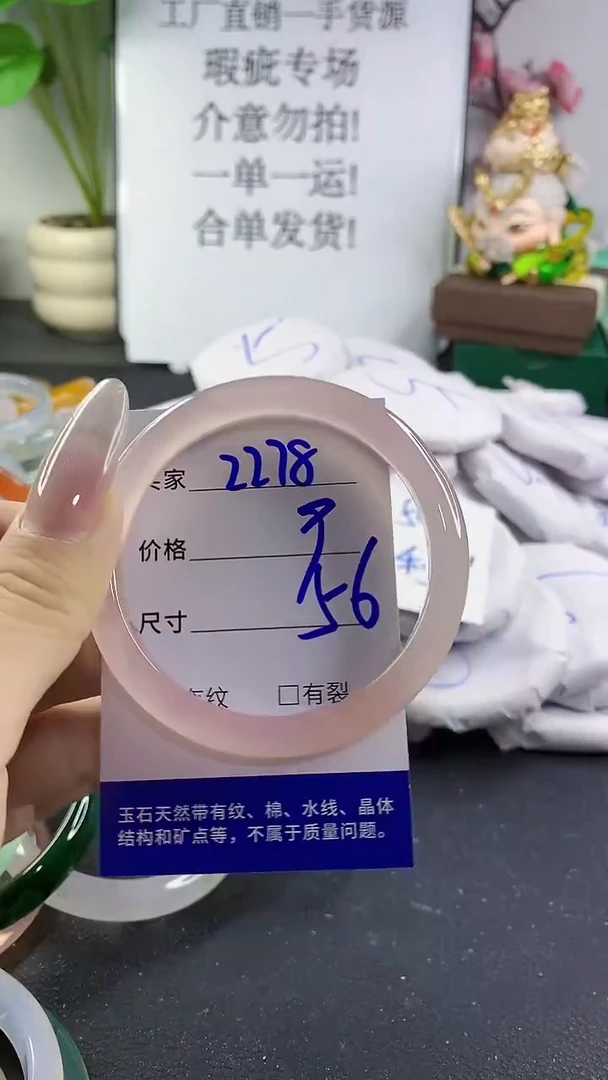 工厂直销一手货源
瑕疵专场
介意勿拍!
一单一运!
合单发货!
家 2278
价格
尺寸 56
纹 □有裂
玉石天然带有纹、棉、水线、晶体
结构和矿点等，不属于质量问题。